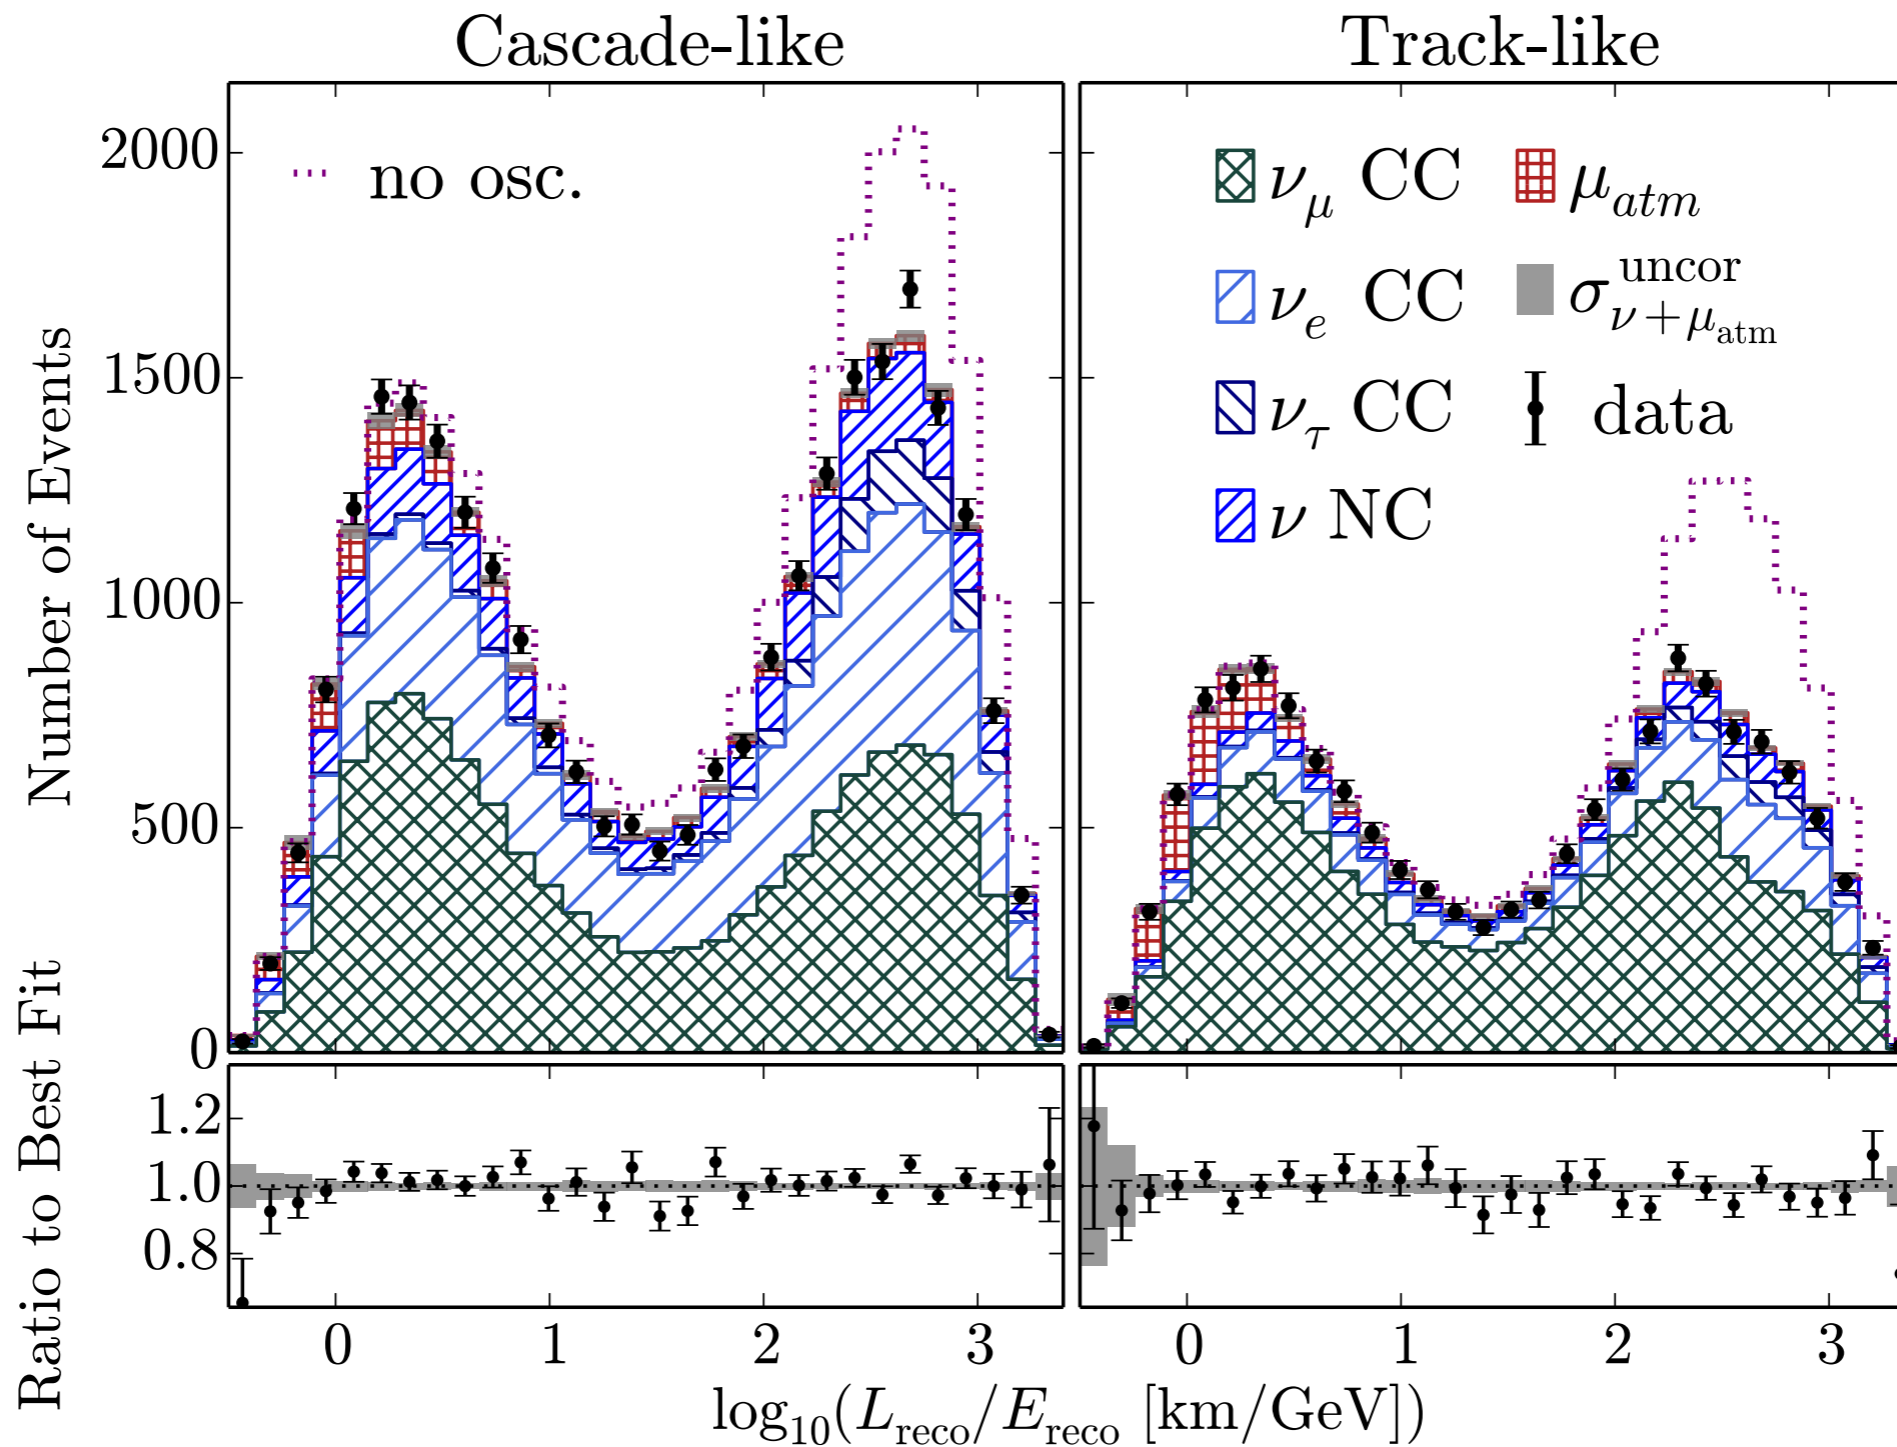 Cascade-like
Track-like
Number of Events
2000
1500
1000
500
0
no osc.
ν_μ CC
ν_e CC
ν_τ CC
ν NC
μ_atm
σ^uncor_ν+μ_atm
data
Ratio to Best Fit
1.2
1.0
0.8
0 1 2 3
0 1 2 3
log₁₀(L_reco/E_reco [km/GeV])